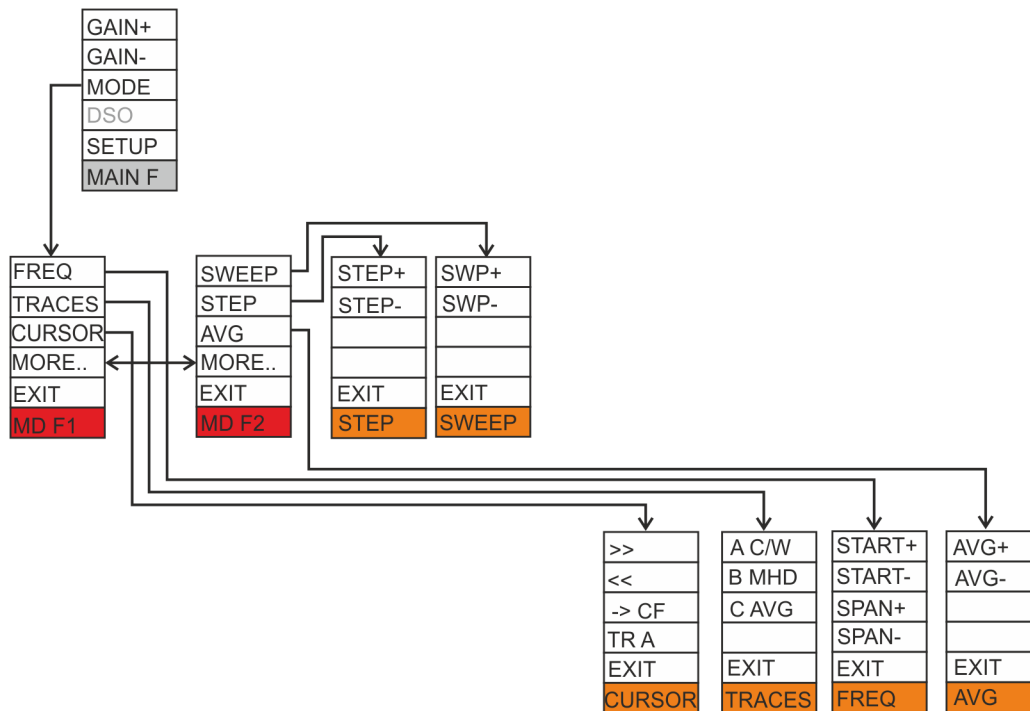 GAIN+
GAIN-
MODE
DSO
SETUP
MAIN F
FREQ
TRACES
CURSOR
MORE..
EXIT
MD F1
SWEEP
STEP
AVG
MORE..
EXIT
MD F2
STEP+
STEP-
EXIT
STEP
SWP+
SWP-
EXIT
SWEEP
>>
<<
-> CF
TR A
EXIT
CURSOR
A C/W
B MHD
C AVG
EXIT
TRACES
START+
START-
SPAN+
SPAN-
EXIT
FREQ
AVG+
AVG-
EXIT
AVG